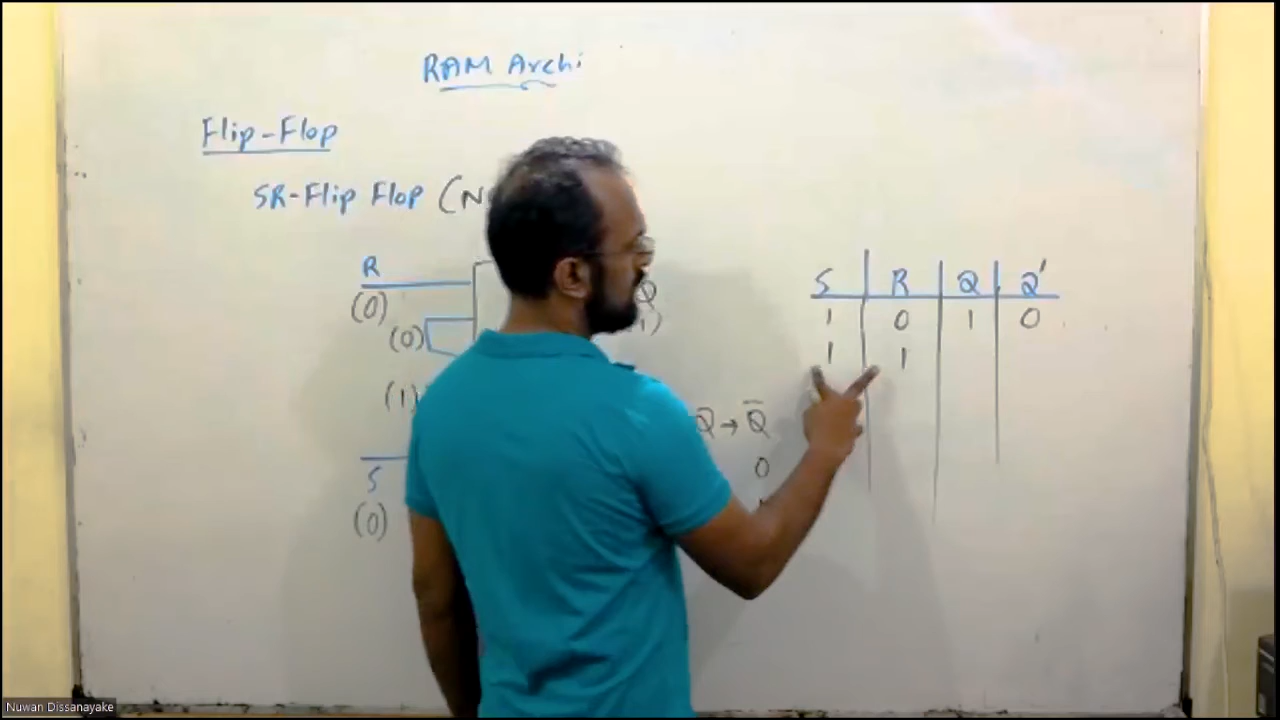 RAM Archi
Flip-Flop
SR-Flip Flop (N
S R Q Q'
R
(0)
Q
1 0 1 0
(0)
1)
1 1
(1)
Q̅ → Q̅
S
0
(0)
Nuwan Dissanayake